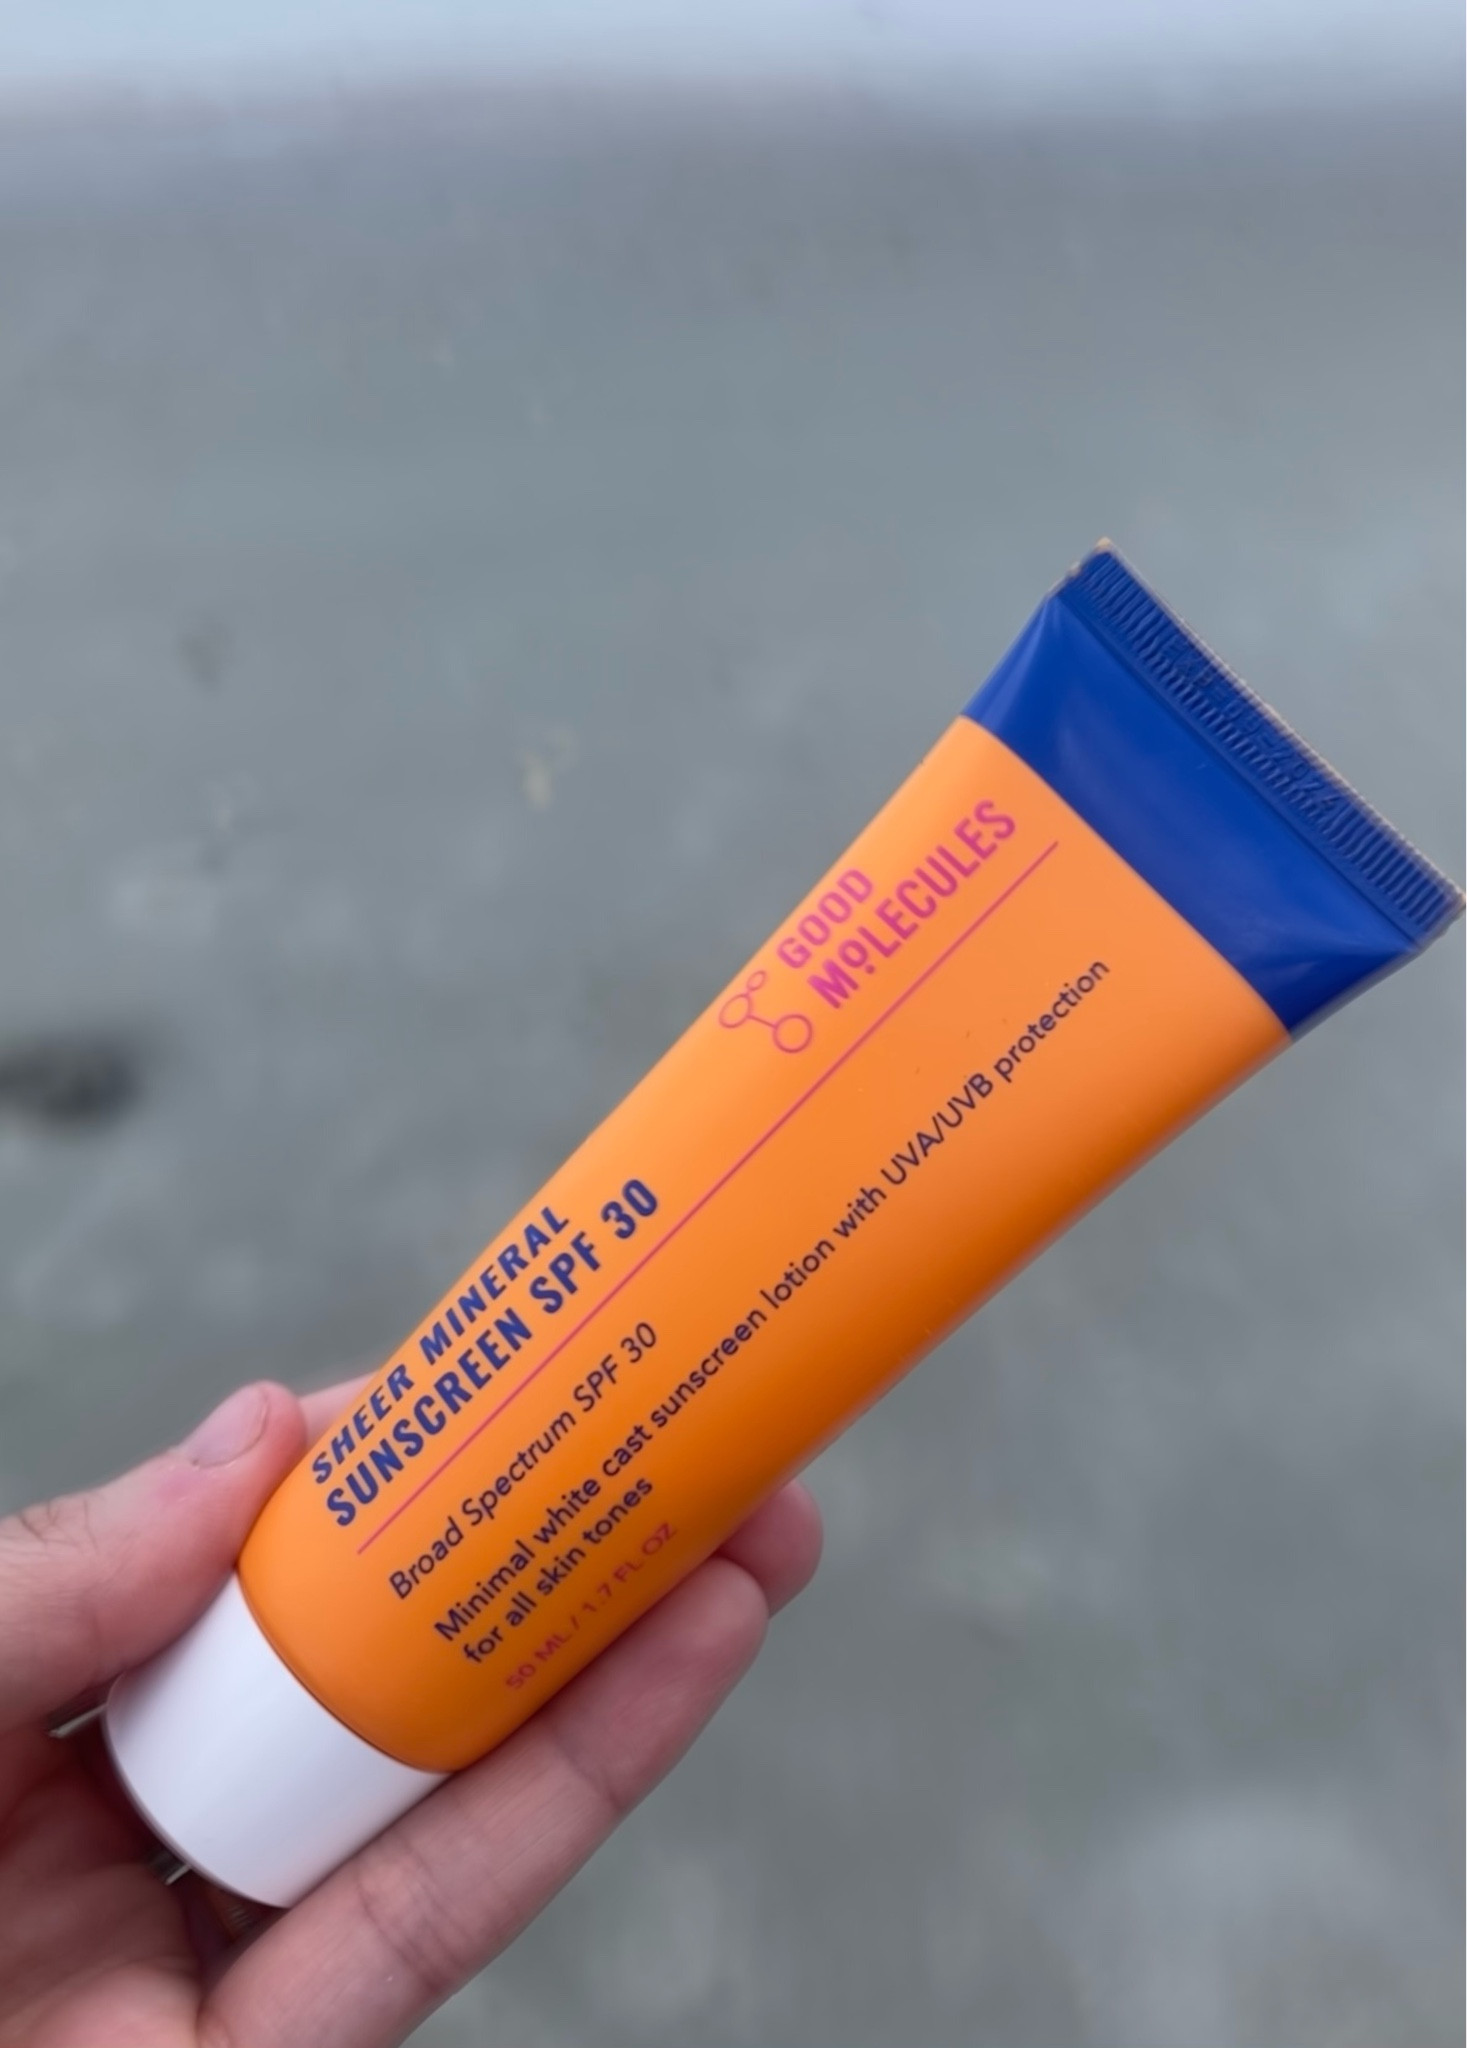 GOOD
MOLECULES
SHEER MINERAL
SUNSCREEN SPF 30
Broad Spectrum SPF 30
Minimal white cast sunscreen lotion with UVA/UVB protection
for all skin tones
50 ML / 1.7 FL OZ